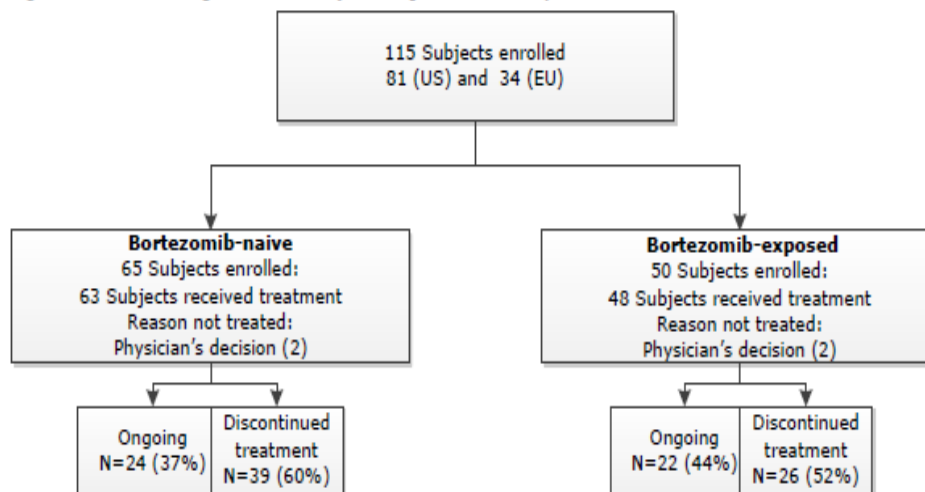 115 Subjects enrolled
81 (US) and 34 (EU)
Bortezomib-naive
65 Subjects enrolled:
63 Subjects received treatment
Reason not treated:
Physician's decision (2)
Bortezomib-exposed
50 Subjects enrolled:
48 Subjects received treatment
Reason not treated:
Physician's decision (2)
Ongoing
N=24 (37%)
Discontinued
treatment
N=39 (60%)
Ongoing
N=22 (44%)
Discontinued
treatment
N=26 (52%)